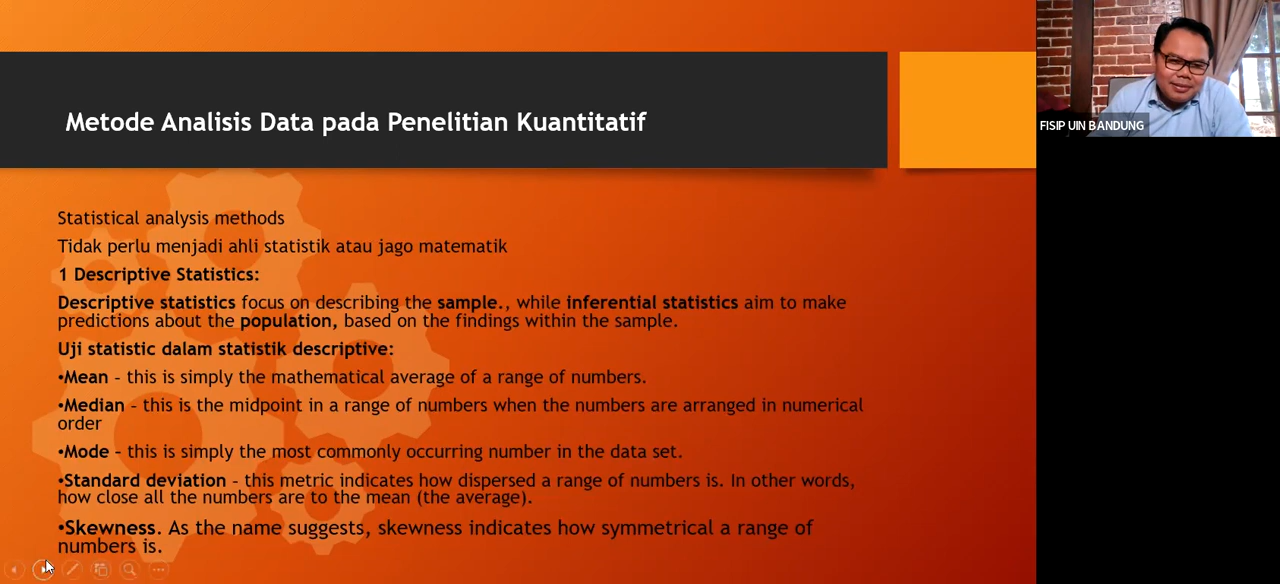 Metode Analisis Data pada Penelitian Kuantitatif
FISIP UIN BANDUNG
Statistical analysis methods
Tidak perlu menjadi ahli statistik atau jago matematik
1 Descriptive Statistics:
Descriptive statistics focus on describing the sample., while inferential statistics aim to make
predictions about the population, based on the findings within the sample.
Uji statistic dalam statistik descriptive:
•Mean – this is simply the mathematical average of a range of numbers.
•Median – this is the midpoint in a range of numbers when the numbers are arranged in numerical
order
•Mode – this is simply the most commonly occurring number in the data set.
•Standard deviation – this metric indicates how dispersed a range of numbers is. In other words,
how close all the numbers are to the mean (the average).
•Skewness. As the name suggests, skewness indicates how symmetrical a range of
numbers is.